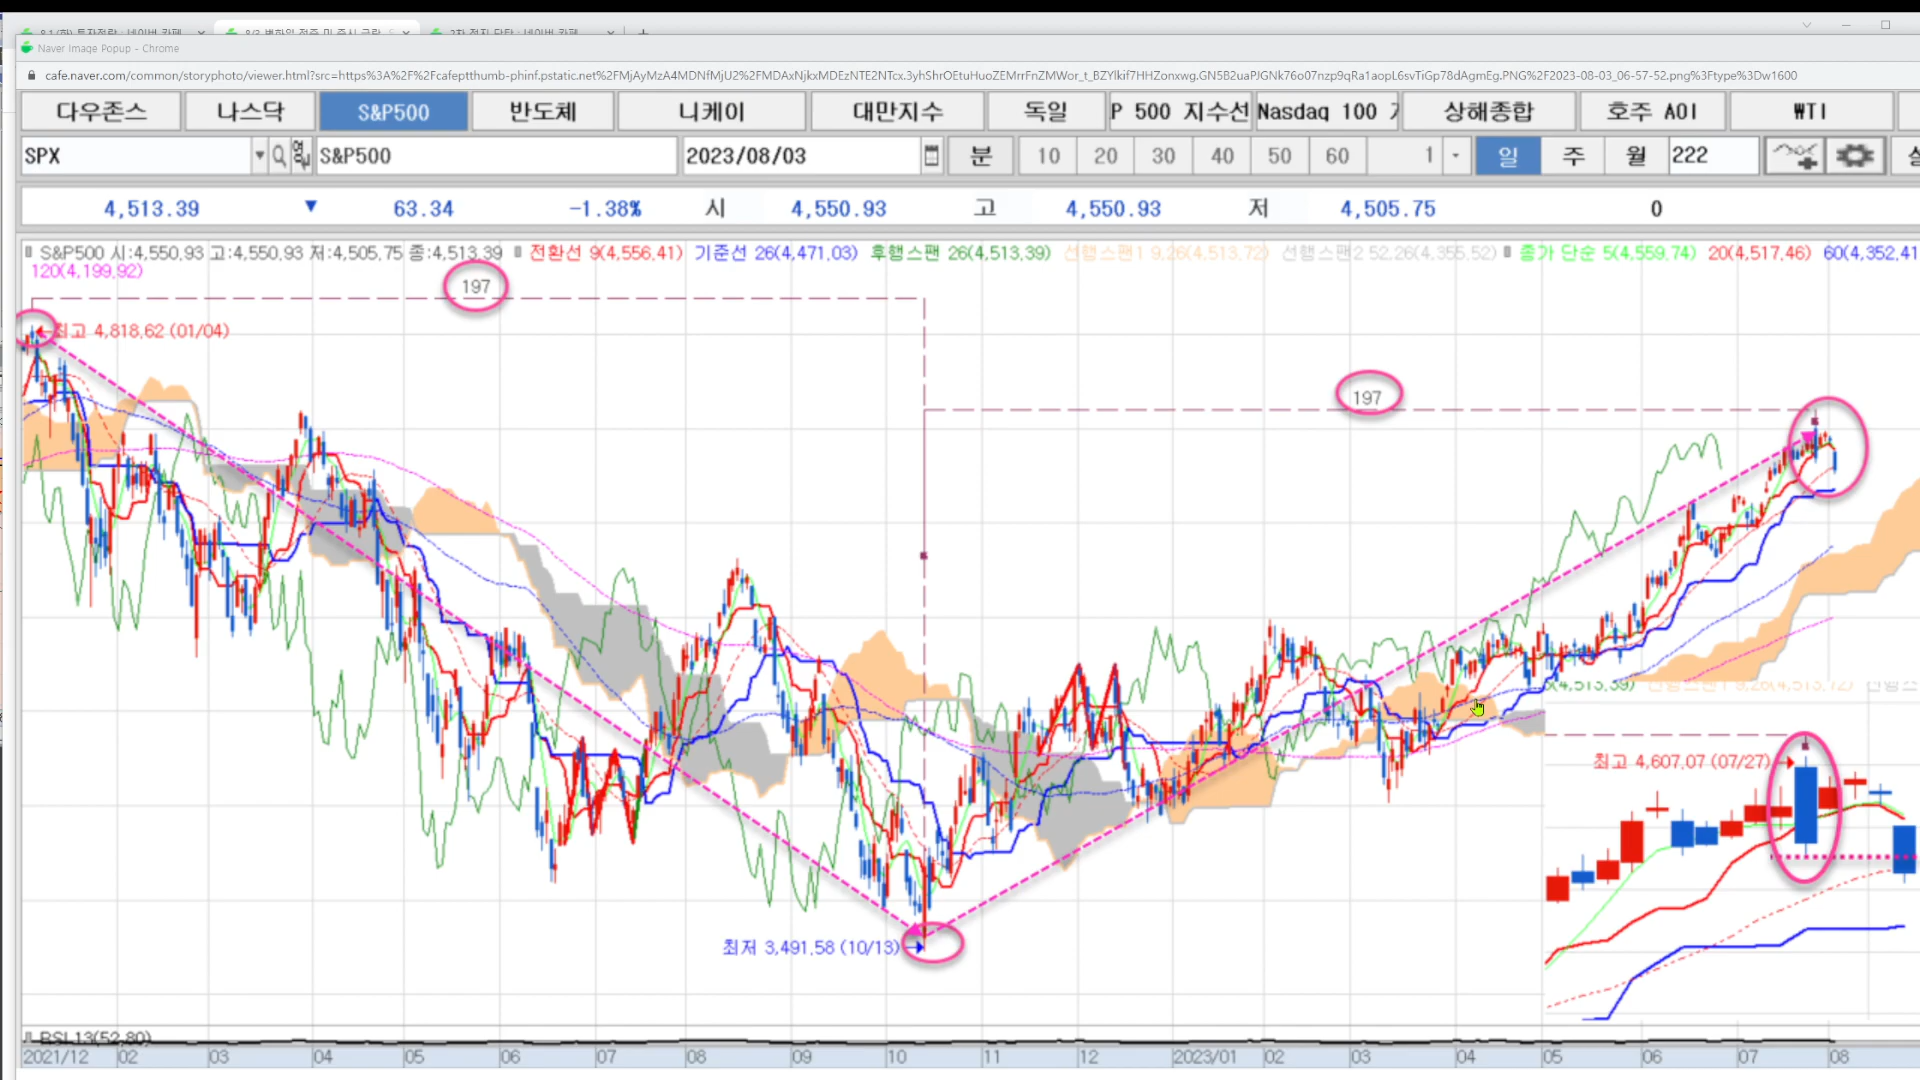 Naver Image Popup - Chrome
cafe.naver.com/common/storyphoto/viewer.html?src=https%3A%2F%2Fcafeptthumb-phinf.pstatic.net%2FMjAyMzA4MDNfMjU2%2FMDAxNjkxMDEzNTE2NTcx.3yhShrOEtuHuoZEMrrFnZMWor_t_BZYlkif7HHZonxwg.GN5B2uaPJGNk76o07nzp9qRa1aopL6svTiGp78dAgmEg.PNG%2F2023-08-03_06-57-52.png%3Ftype%3Dw1600
다우존스 나스닥 S&P500 반도체 니케이 대만지수 독일 P 500 지수선 Nasdaq 100 상해종합 호주 AOI WTI
SPX S&P500 2023/08/03 분 10 20 30 40 50 60 1 일 주 월 222
4,513.39 ▼ 63.34 -1.38% 시 4,550.93 고 4,550.93 저 4,505.75 0
S&P500 시:4,550.93 고:4,550.93 저:4,505.75 종:4,513.39 전환선 9(4,556.41) 기준선 26(4,471.03) 후행스팬 26(4,513.39) 선행스팬1 9,26(4,513.72) 선행스팬2 52,26(4,355.52) 종가 단순 5(4,559.74) 20(4,517.46) 60(4,352.41
120(4,199.92)
197
최고 4,818.62 (01/04)
197
최고 4,607.07 (07/27)
최저 3,491.58 (10/13)
RSI 13(52,80)
2021/12 02 03 04 05 06 07 08 09 10 11 12 2023/01 02 03 04 05 06 07 08